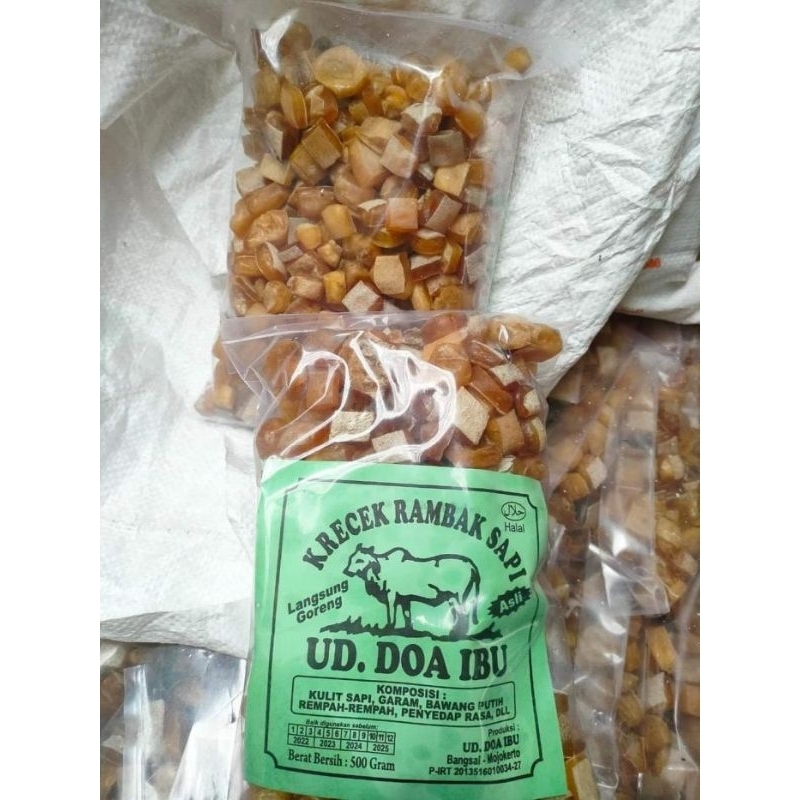 KRECEK RAMBAK SAPI
حلال
Halal
Langsung
Goreng
Asli
UD. DOA IBU
KOMPOSISI :
KULIT SAPI, GARAM, BAWANG PUTIH
REMPAH-REMPAH, PENYEDAP RASA, DLL
Baik digunakan sebelum:
1 2 3 4 5 6 7 8 9 10 11 12
2022 2023 2024 2025
Berat Bersih : 500 Gram
Produksi :
UD. DOA IBU
Bangsal - Mojokerto
P-IRT 2013516010034-27